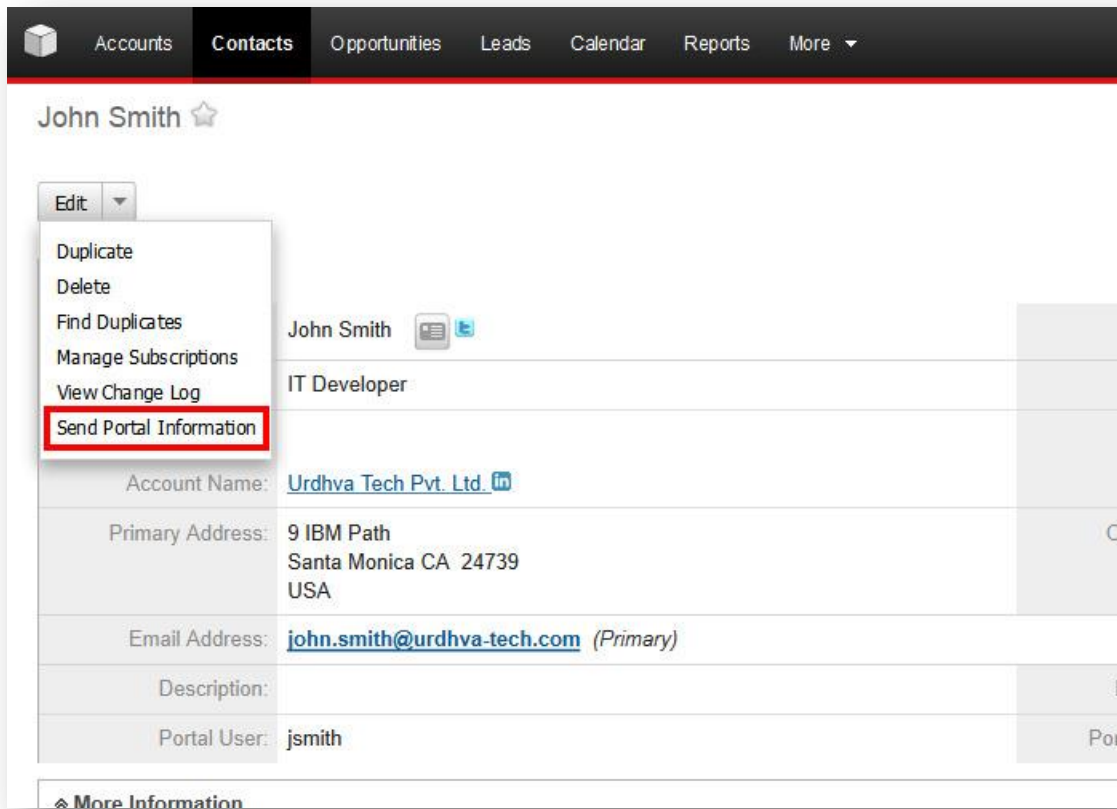 Accounts Contacts Opportunities Leads Calendar Reports More
John Smith
Edit
Duplicate
Delete
Find Duplicates
Manage Subscriptions
View Change Log
Send Portal Information
John Smith
IT Developer
Account Name: Urdhva Tech Pvt. Ltd.
Primary Address: 9 IBM Path
Santa Monica CA 24739
USA
Email Address: john.smith@urdhva-tech.com (Primary)
Description:
Portal User: jsmith
More Information